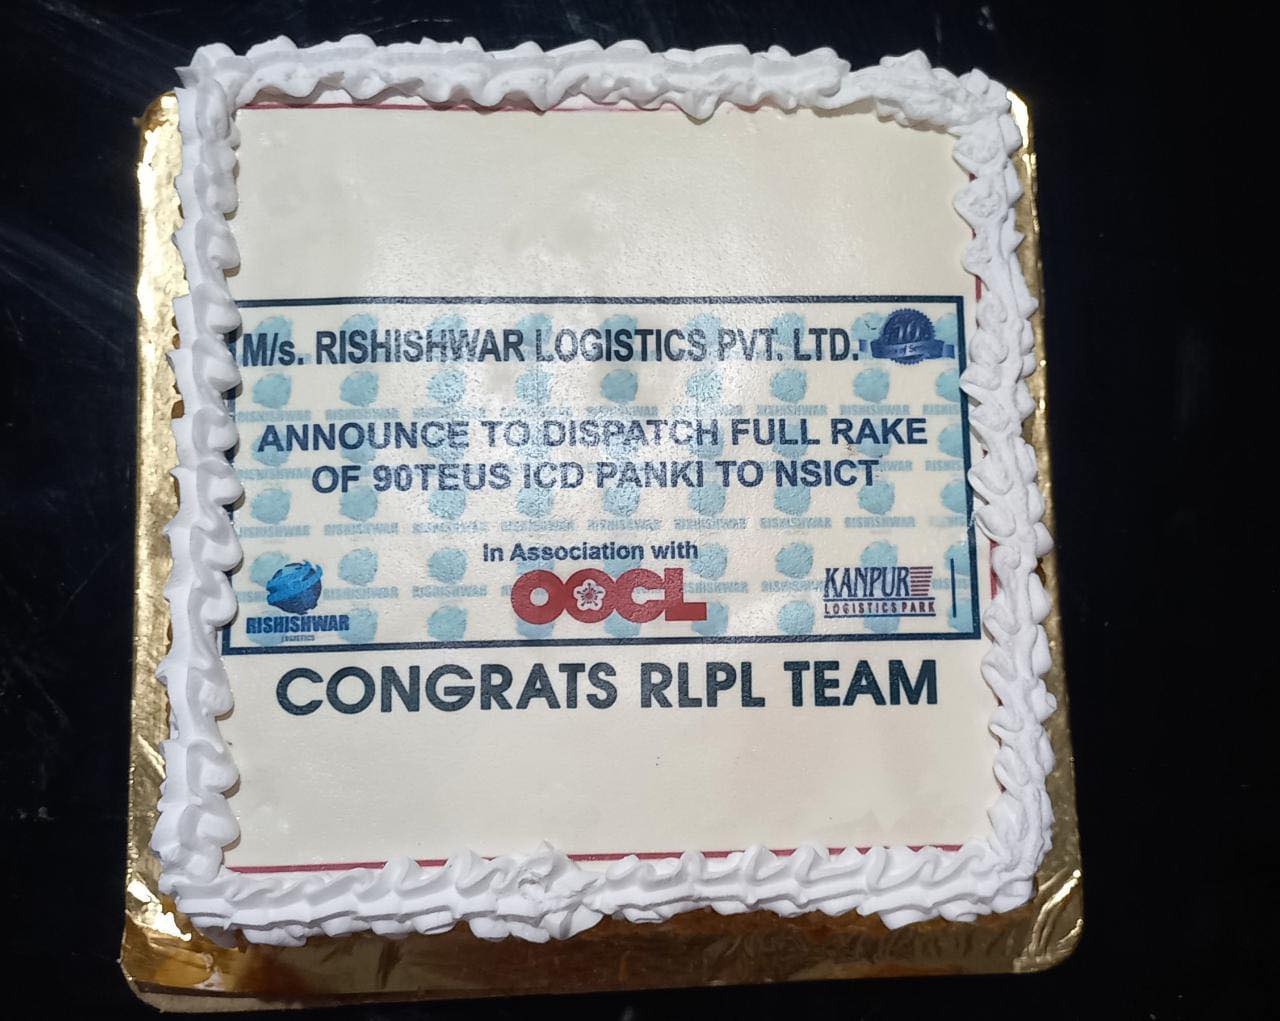 M/s. RISHISHWAR LOGISTICS PVT. LTD.
ANNOUNCE TO DISPATCH FULL RAKE
OF 90TEUS ICD PANKI TO NSICT
In Association with
RISHISHWAR
LOGISTICS
OOCL
KANPUR
LOGISTICS PARK
CONGRATS RLPL TEAM